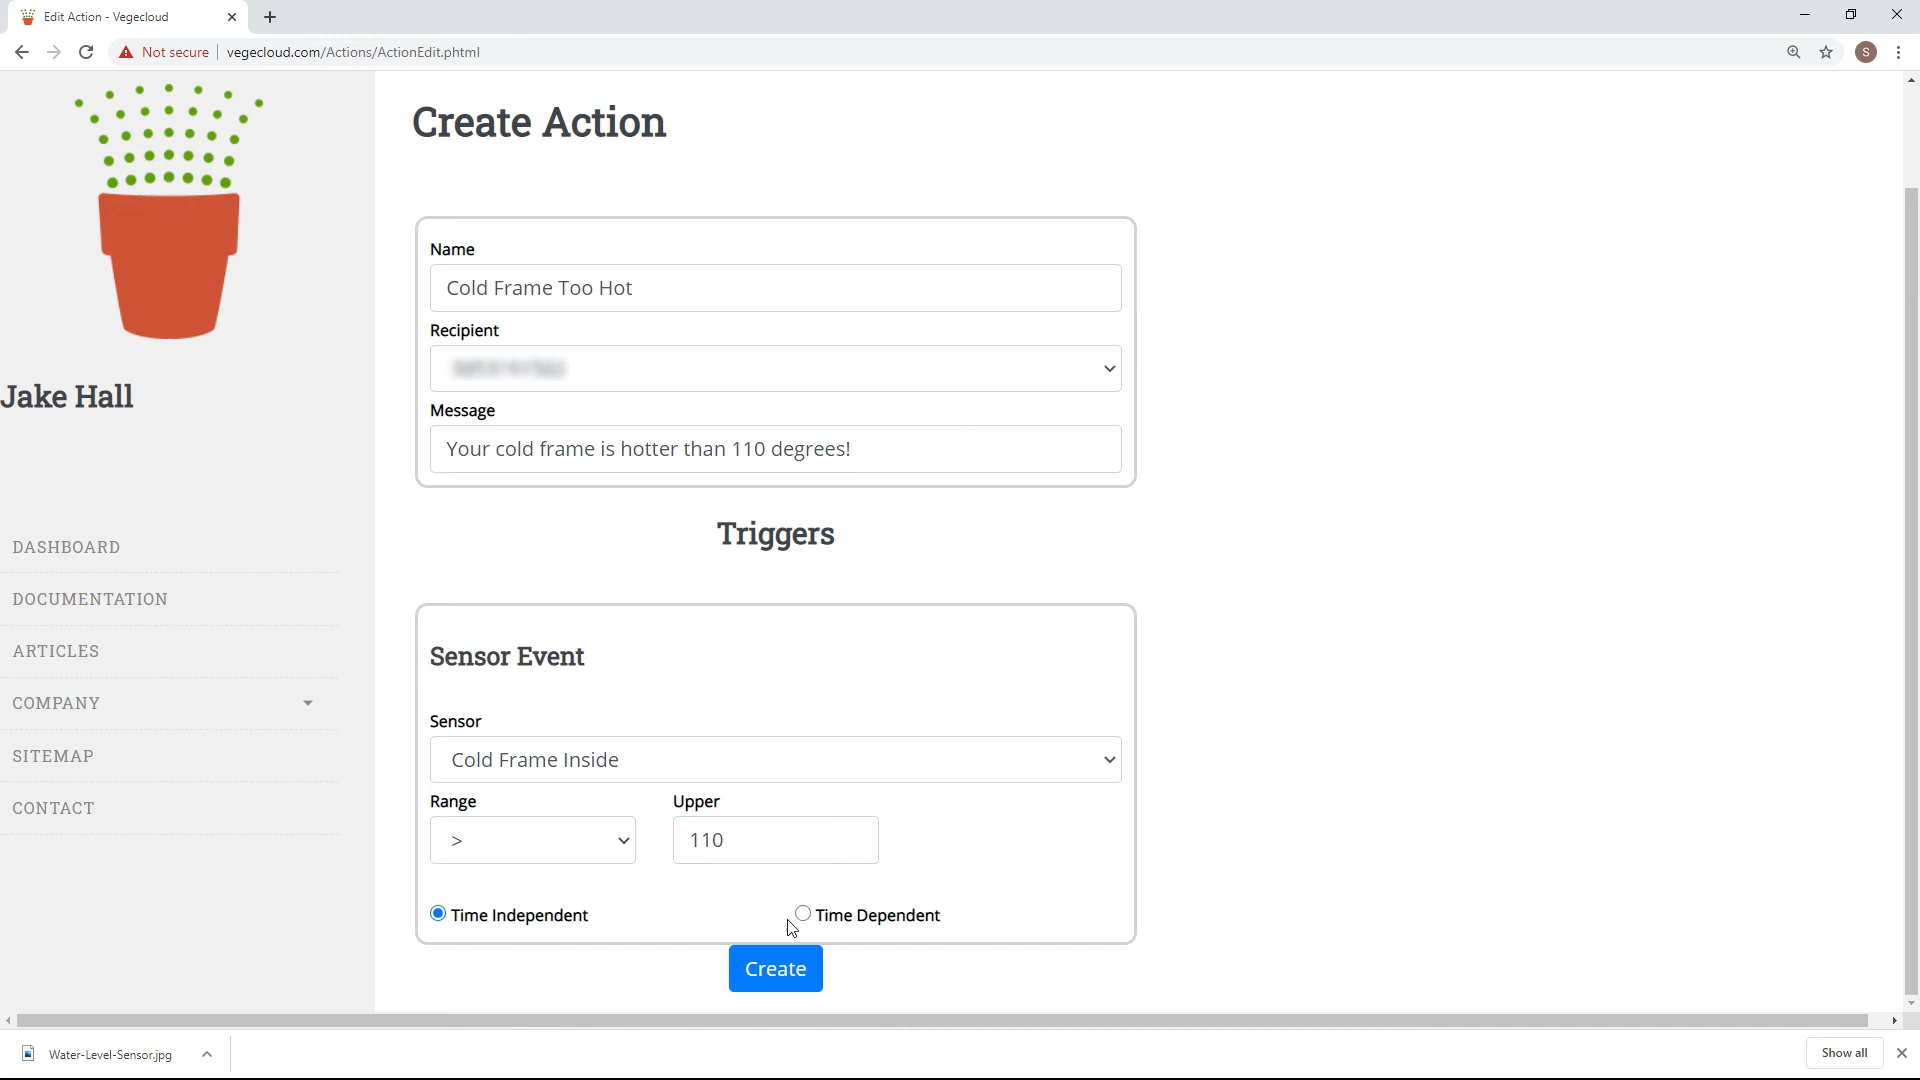 Edit Action - Vegecloud
Not secure
vegecloud.com/Actions/ActionEdit.phtml
S
Jake Hall
DASHBOARD
DOCUMENTATION
ARTICLES
COMPANY
SITEMAP
CONTACT
Create Action
Name
Cold Frame Too Hot
Recipient
Message
Your cold frame is hotter than 110 degrees!
Triggers
Sensor Event
Sensor
Cold Frame Inside
Range Upper
> 110
Time Independent Time Dependent
Create
Water-Level-Sensor.jpg
Show all